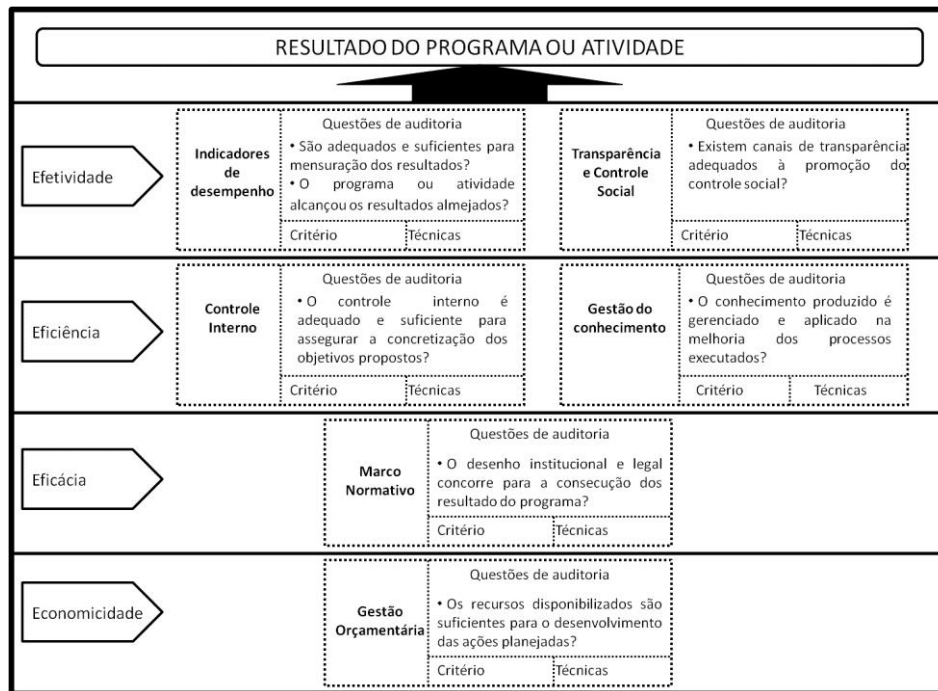 RESULTADO DO PROGRAMA OU ATIVIDADE
Efetividade
Indicadores
de
desempenho
Questões de auditoria
• São adequados e suficientes para
mensuração dos resultados?
• O programa ou atividade
alcançou os resultados almejados?
Critério
Técnicas
Transparência
e Controle
Social
Questões de auditoria
• Existem canais de transparência
adequados à promoção do
controle social?
Critério
Técnicas
Eficiência
Controle
Interno
Questões de auditoria
• O controle interno é
adequado e suficiente para
assegurar a concretização dos
objetivos propostos?
Critério
Técnicas
Gestão do
conhecimento
Questões de auditoria
• O conhecimento produzido é
gerenciado e aplicado na
melhoria dos processos
executados?
Critério
Técnicas
Eficácia
Marco
Normativo
Questões de auditoria
• O desenho institucional e legal
concorre para a consecução dos
resultado do programa?
Critério
Técnicas
Economicidade
Gestão
Orçamentária
Questões de auditoria
• Os recursos disponibilizados são
suficientes para o desenvolvimento
das ações planejadas?
Critério
Técnicas